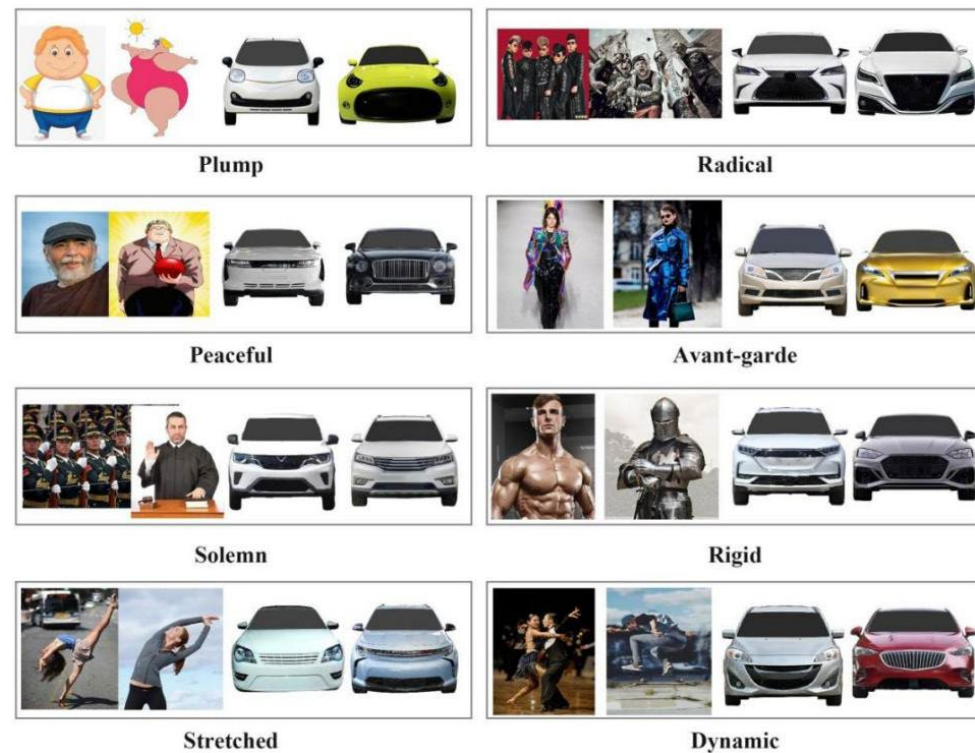 Plump
Radical
Peaceful
Avant-garde
Solemn
Rigid
Stretched
Dynamic